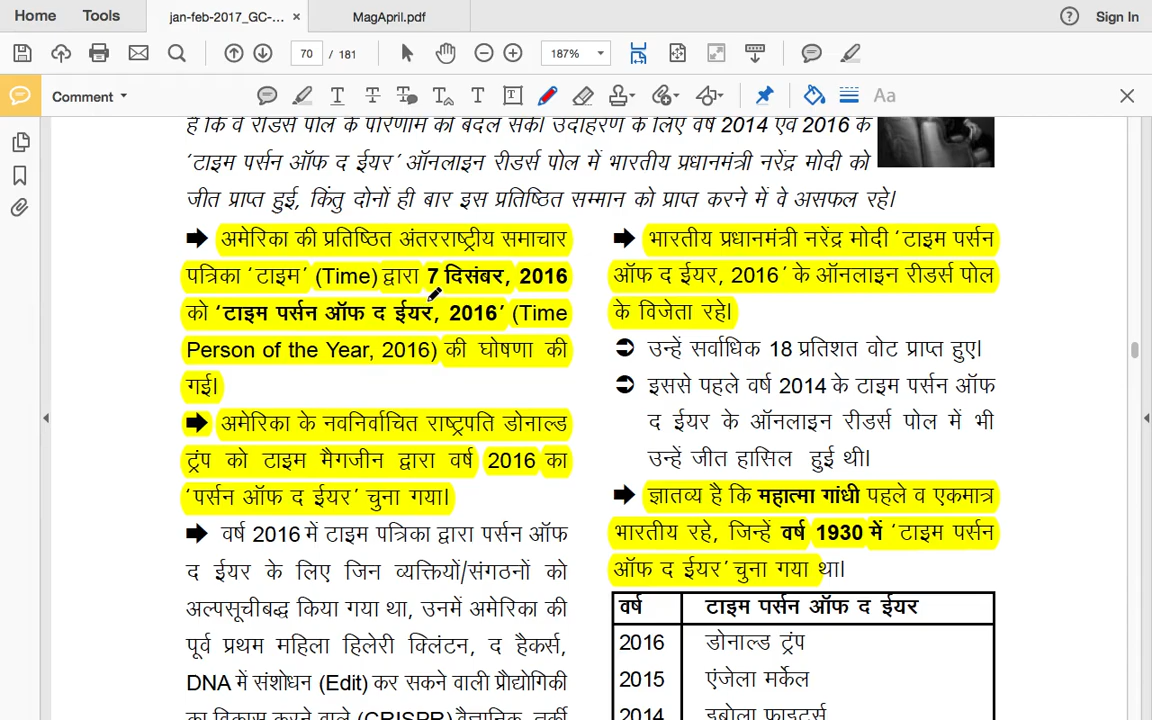 Home
Tools
jan-feb-2017_GC-... ×
MagApril.pdf
? Sign In
70 / 181
187%
Comment
Aa
है कि वे रीडर्स पोल के परिणाम को बदल सकें। उदाहरण के लिए वर्ष 2014 एवं 2016 के
'टाइम पर्सन ऑफ द ईयर' ऑनलाइन रीडर्स पोल में भारतीय प्रधानमंत्री नरेंद्र मोदी को
जीत प्राप्त हुई, किंतु दोनों ही बार इस प्रतिष्ठित सम्मान को प्राप्त करने में वे असफल रहे।
➡ अमेरिका की प्रतिष्ठित अंतरराष्ट्रीय समाचार
पत्रिका 'टाइम' (Time) द्वारा 7 दिसंबर, 2016
को 'टाइम पर्सन ऑफ द ईयर, 2016' (Time
Person of the Year, 2016) की घोषणा की
गई।
➡ अमेरिका के नवनिर्वाचित राष्ट्रपति डोनाल्ड
ट्रंप को टाइम मैगजीन द्वारा वर्ष 2016 का
'पर्सन ऑफ द ईयर' चुना गया।
➡ वर्ष 2016 में टाइम पत्रिका द्वारा पर्सन ऑफ
द ईयर के लिए जिन व्यक्तियों/संगठनों को
अल्पसूचीबद्ध किया गया था, उनमें अमेरिका की
पूर्व प्रथम महिला हिलेरी क्लिंटन, द हैकर्स,
DNA में संशोधन (Edit) कर सकने वाली प्रौद्योगिकी
का विकास करने वाले (CRISPR) वैज्ञानिक, तुर्की
➡ भारतीय प्रधानमंत्री नरेंद्र मोदी 'टाइम पर्सन
ऑफ द ईयर, 2016' के ऑनलाइन रीडर्स पोल
के विजेता रहे।
➲ उन्हें सर्वाधिक 18 प्रतिशत वोट प्राप्त हुए।
➲ इससे पहले वर्ष 2014 के टाइम पर्सन ऑफ
द ईयर के ऑनलाइन रीडर्स पोल में भी
उन्हें जीत हासिल हुई थी।
➡ ज्ञातव्य है कि महात्मा गांधी पहले व एकमात्र
भारतीय रहे, जिन्हें वर्ष 1930 में 'टाइम पर्सन
ऑफ द ईयर' चुना गया था।
वर्ष टाइम पर्सन ऑफ द ईयर
2016 डोनाल्ड ट्रंप
2015 एंजेला मर्केल
2014 इबोला फाइटर्स